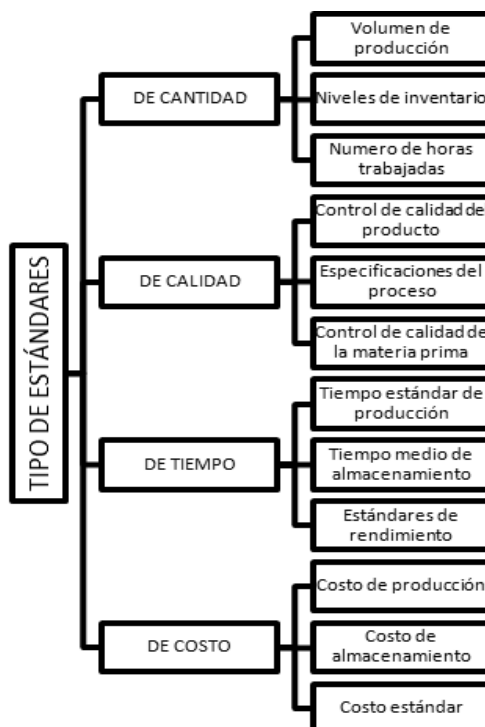 TIPO DE ESTÁNDARES
DE CANTIDAD
Volumen de
producción
Niveles de inventario
Numero de horas
trabajadas
DE CALIDAD
Control de calidad del
producto
Especificaciones del
proceso
Control de calidad de
la materia prima
DE TIEMPO
Tiempo estándar de
producción
Tiempo medio de
almacenamiento
Estándares de
rendimiento
DE COSTO
Costo de producción
Costo de
almacenamiento
Costo estándar